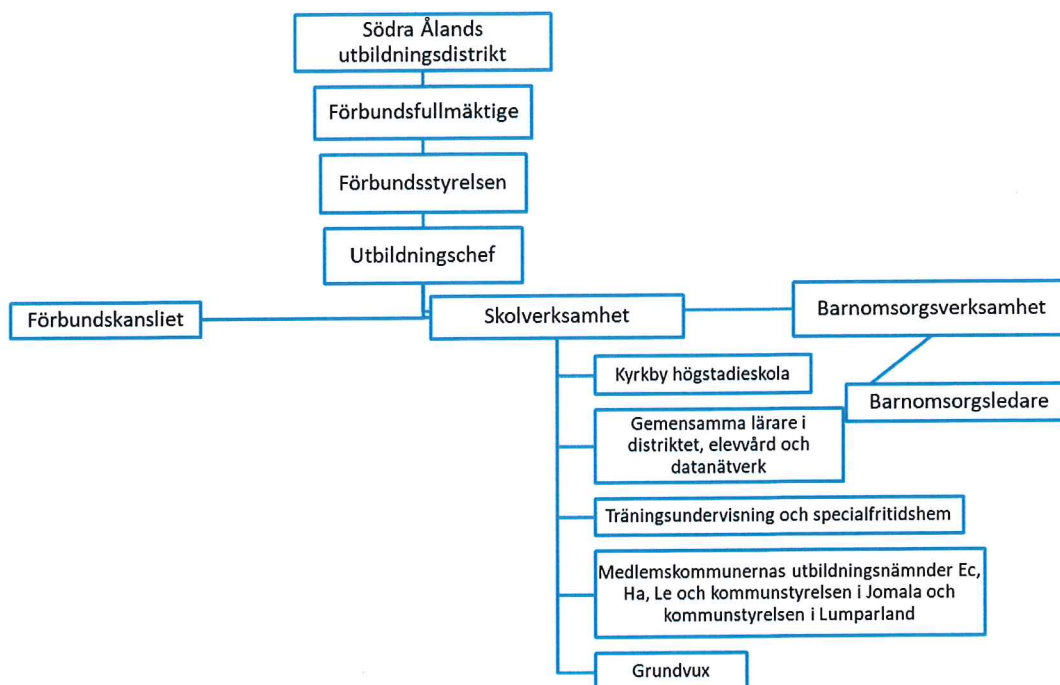 Södra Ålands
utbildningsdistrikt
Förbundsfullmäktige
Förbundsstyrelsen
Utbildningschef
Förbundskansliet
Skolverksamhet
Barnomsorgsverksamhet
Kyrkby högstadieskola
Barnomsorgsledare
Gemensamma lärare i
distriktet, elevvård och
datanätverk
Träningsundervisning och specialfritidshem
Medlemskommunernas utbildningsnämnder Ec,
Ha, Le och kommunstyrelsen i Jomala och
kommunstyrelsen i Lumparland
Grundvux